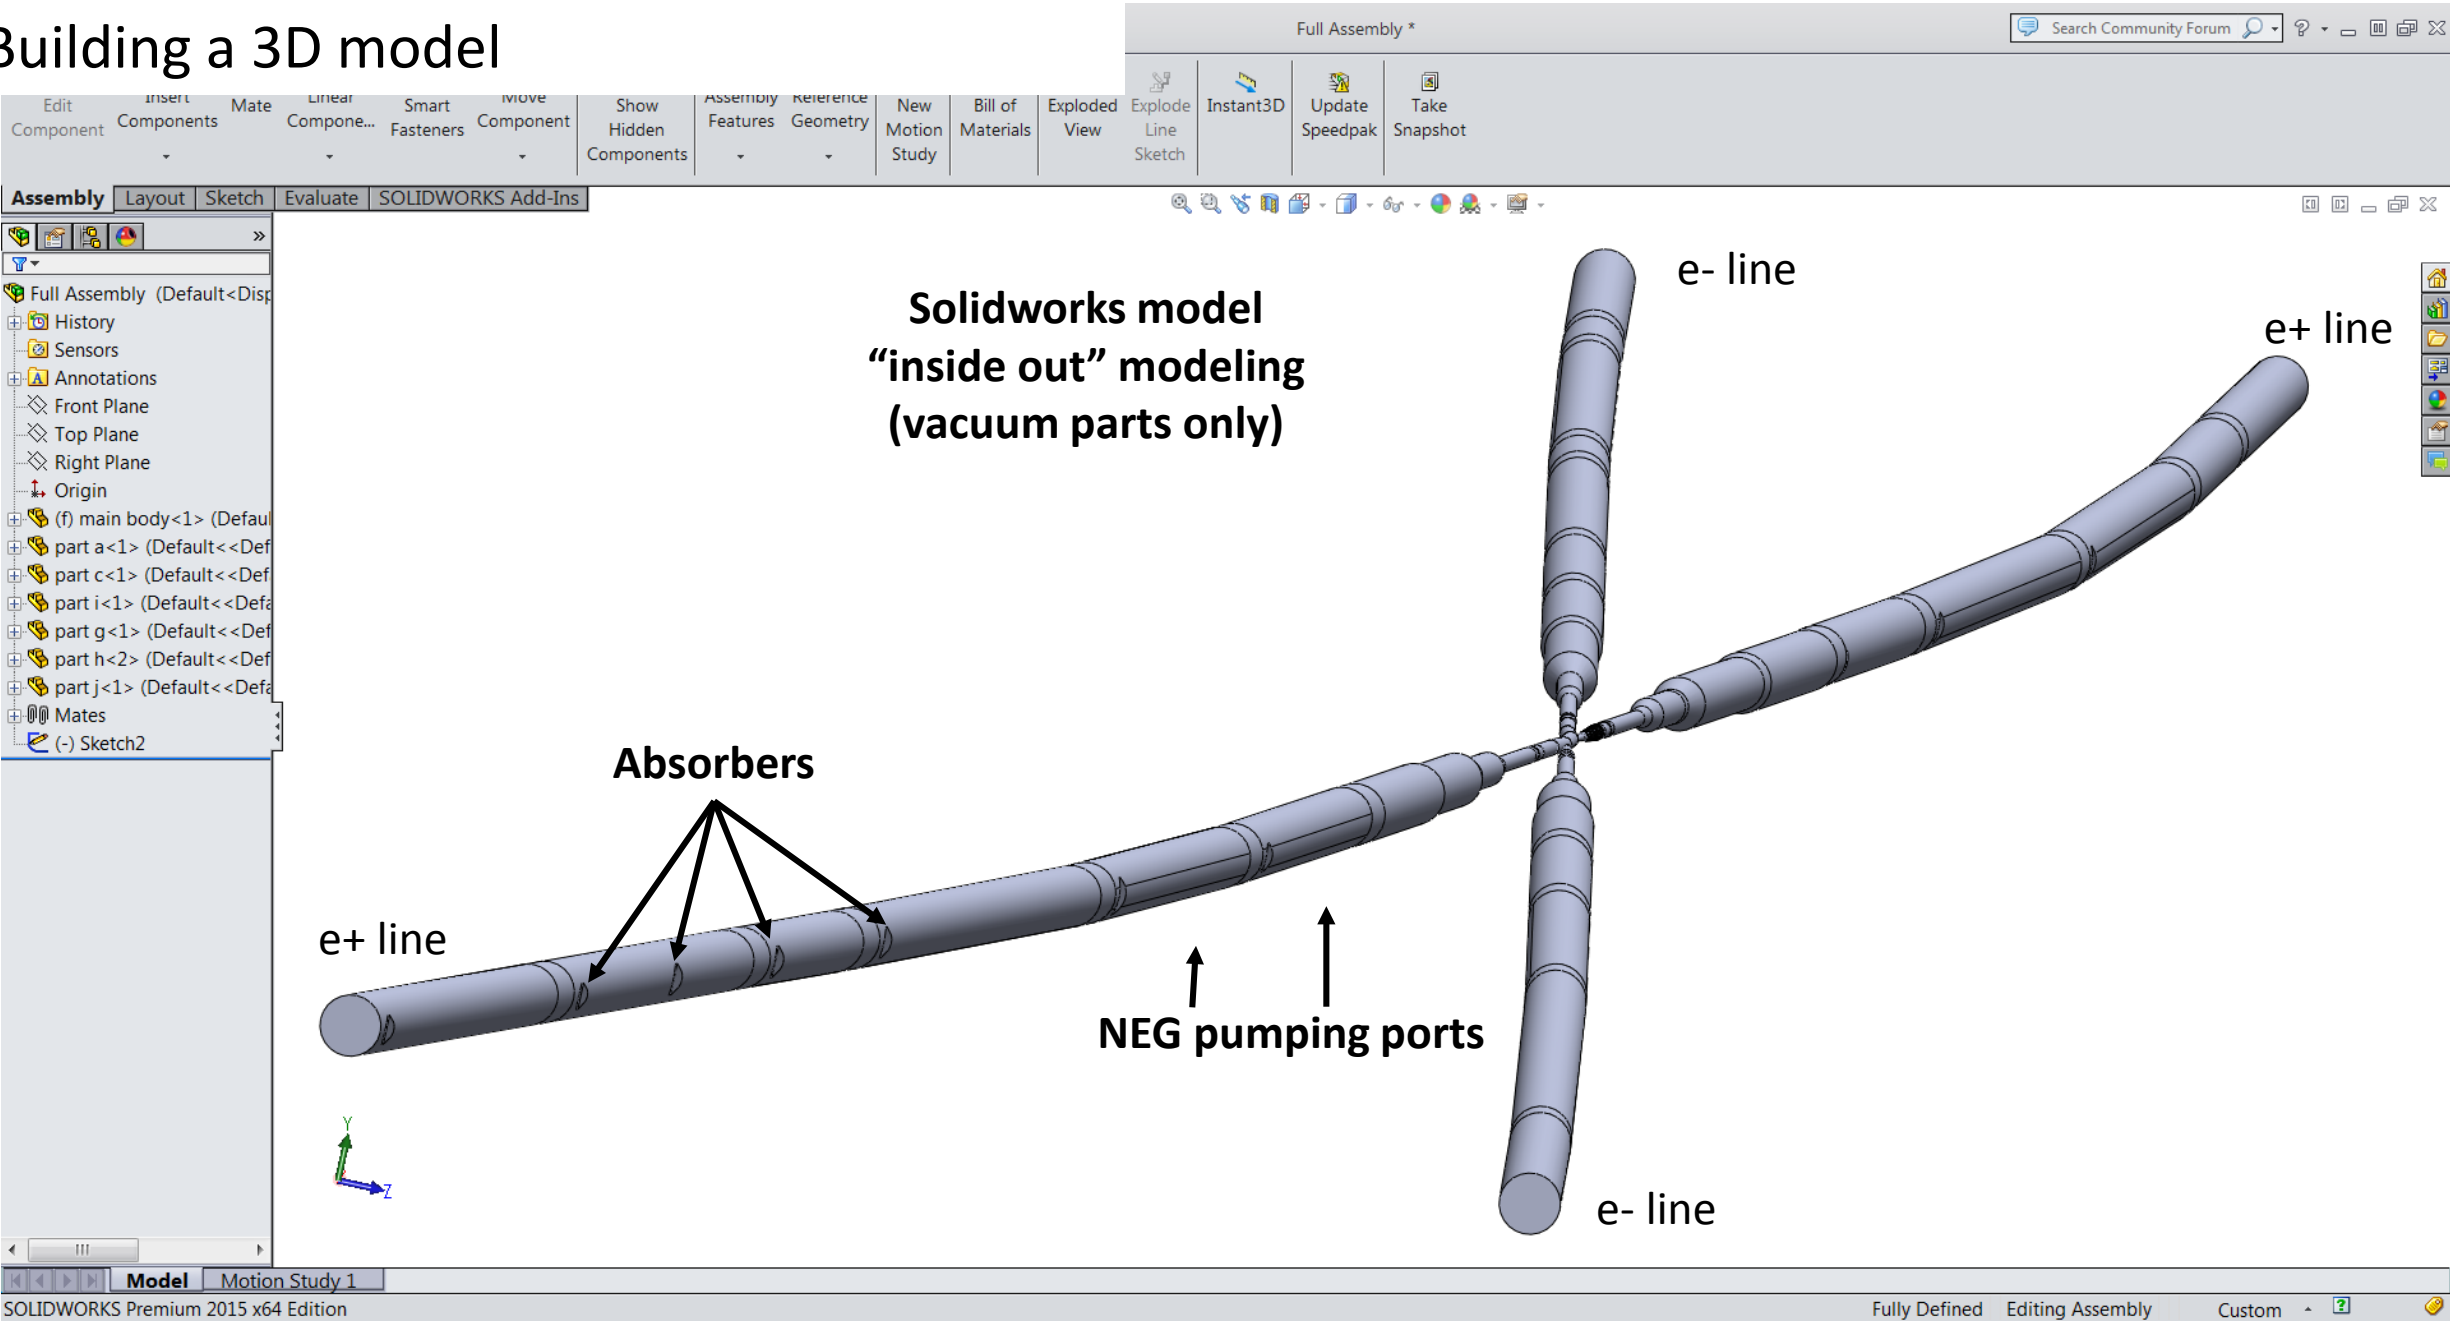 Building a 3D model
Full Assembly *
Search Community Forum
Edit Component
Insert Components
Mate
Linear Compone...
Smart Fasteners
Move Component
Show Hidden Components
Assembly Features
Reference Geometry
New Motion Study
Bill of Materials
Exploded View
Explode Line Sketch
Instant3D
Update Speedpak
Take Snapshot
Assembly Layout Sketch Evaluate SOLIDWORKS Add-Ins
Full Assembly (Default<Disp
History
Sensors
Annotations
Front Plane
Top Plane
Right Plane
Origin
(f) main body<1> (Defaul
part a<1> (Default<<Def
part c<1> (Default<<Def
part i<1> (Default<<Defa
part g<1> (Default<<Def
part h<2> (Default<<Def
part j<1> (Default<<Defa
Mates
(-) Sketch2
Solidworks model
“inside out” modeling
(vacuum parts only)
e- line
e+ line
Absorbers
e+ line
NEG pumping ports
e- line
Y
Z
Model Motion Study 1
SOLIDWORKS Premium 2015 x64 Edition
Fully Defined Editing Assembly Custom